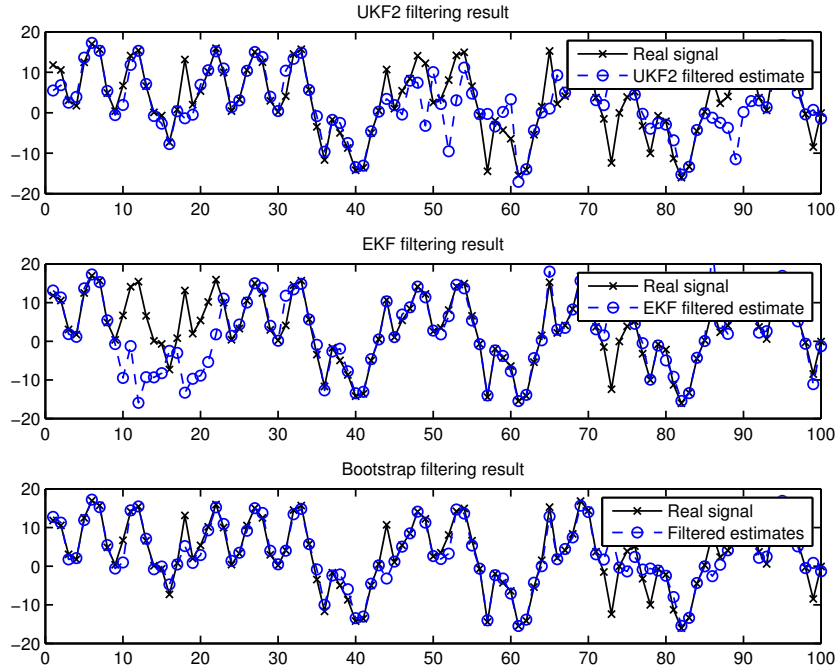 UKF2 filtering result
20
10
0
−10
−20
Real signal
UKF2 filtered estimate
0 10 20 30 40 50 60 70 80 90 100
EKF filtering result
20
10
0
−10
−20
Real signal
EKF filtered estimate
0 10 20 30 40 50 60 70 80 90 100
Bootstrap filtering result
20
10
0
−10
−20
Real signal
Filtered estimates
0 10 20 30 40 50 60 70 80 90 100